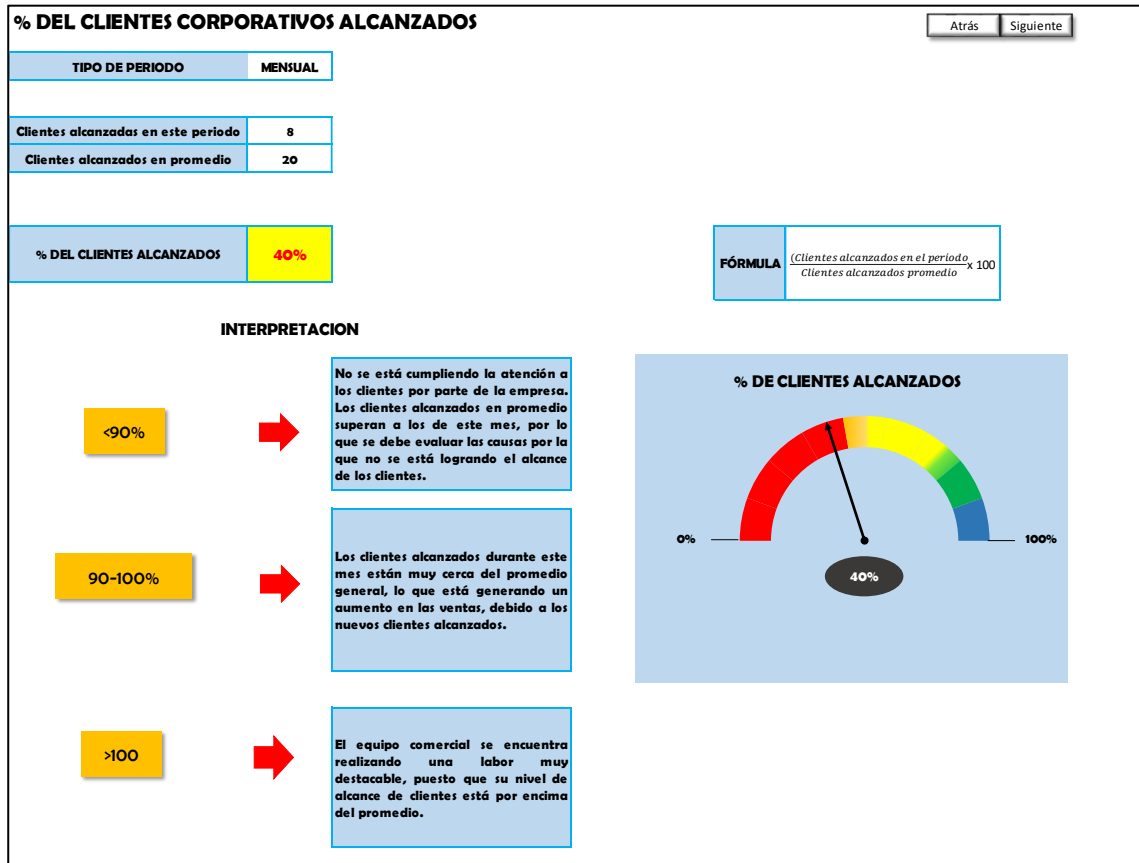 % DEL CLIENTES CORPORATIVOS ALCANZADOS
Atrás
Siguiente
TIPO DE PERIODO
MENSUAL
Clientes alcanzadas en este periodo
8
Clientes alcanzados en promedio
20
% DEL CLIENTES ALCANZADOS
40%
FÓRMULA
(Clientes alcanzados en el periodo
Clientes alcanzados promedio
x 100
INTERPRETACION
<90%
No se está cumpliendo la atención a
los clientes por parte de la empresa.
Los clientes alcanzados en promedio
superan a los de este mes, por lo
que se debe evaluar las causas por la
que no se está logrando el alcance
de los clientes.
90-100%
Los clientes alcanzados durante este
mes están muy cerca del promedio
general, lo que está generando un
aumento en las ventas, debido a los
nuevos clientes alcanzados.
>100
El equipo comercial se encuentra
realizando una labor muy
destacable, puesto que su nivel de
alcance de clientes está por encima
del promedio.
% DE CLIENTES ALCANZADOS
0%
100%
40%